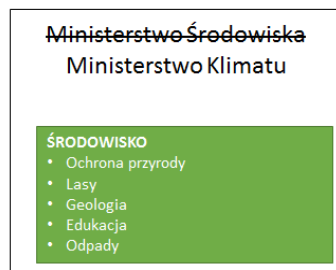 Ministerstwo Środowiska
Ministerstwo Klimatu
ŚRODOWISKO
• Ochrona przyrody
• Lasy
• Geologia
• Edukacja
• Odpady